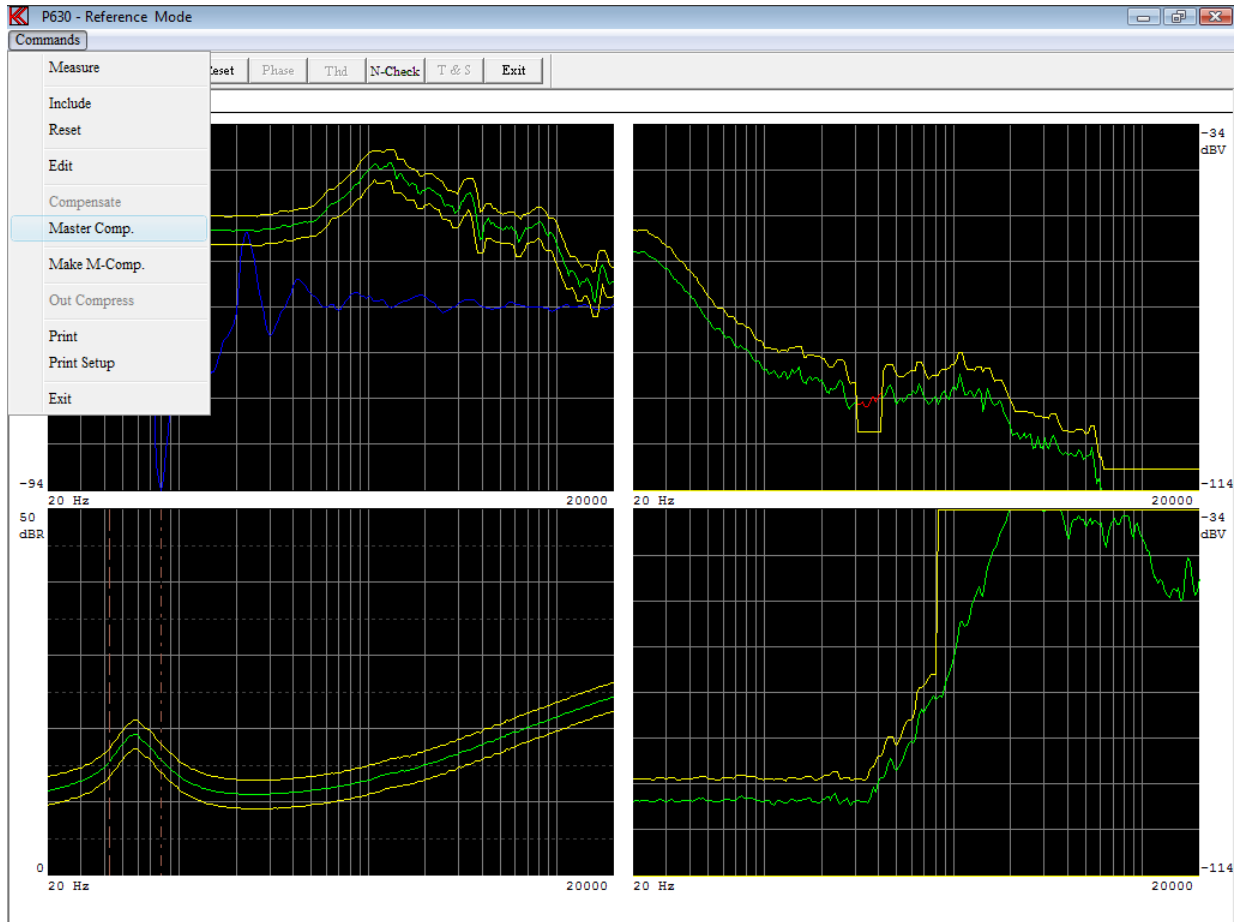 P630 - Reference Mode
Commands
Measure
Include
Reset
Edit
Compensate
Master Comp.
Make M-Comp.
Out Compress
Print
Print Setup
Exit
eset Phase Thd N-Check T & S Exit
-94
20 Hz 20000
-34
dBV
-114
20 Hz 20000
50
dBR
0
20 Hz 20000
-34
dBV
-114
20 Hz 20000